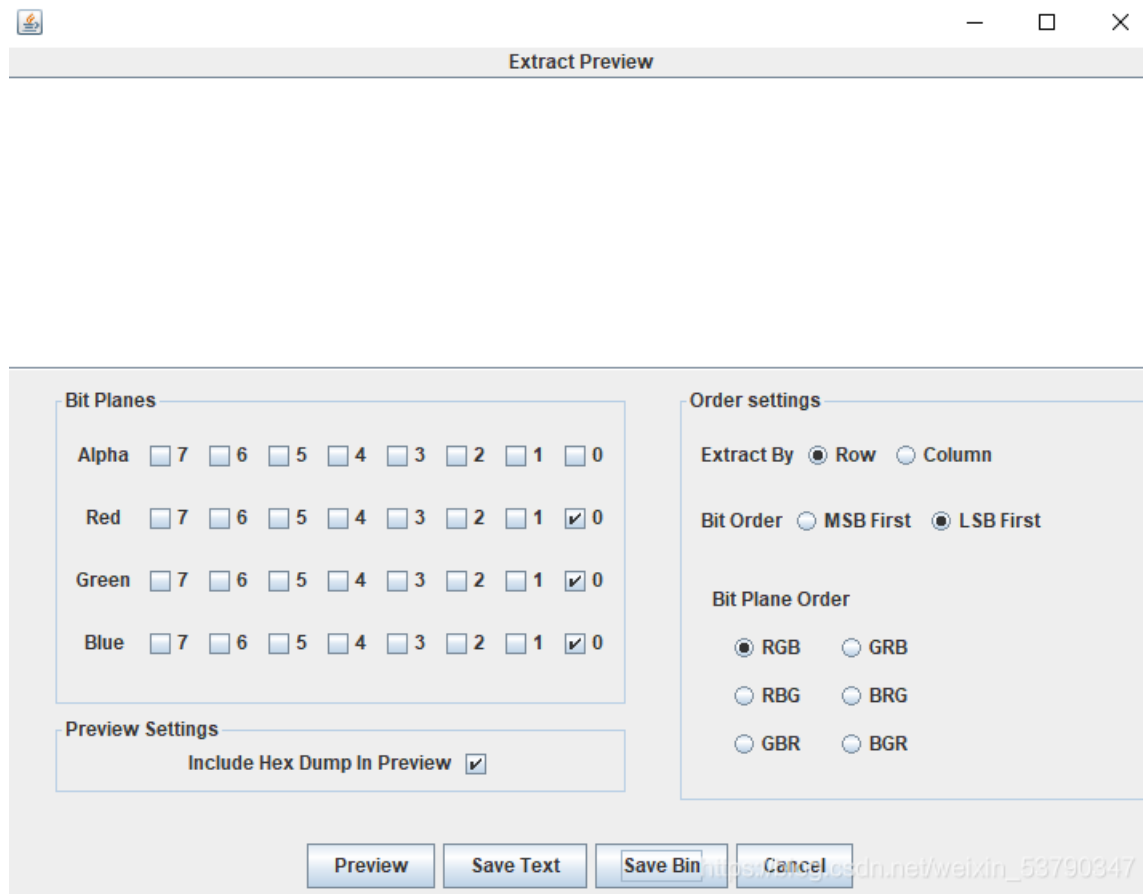 Extract Preview
Bit Planes
Alpha 7 6 5 4 3 2 1 0
Red 7 6 5 4 3 2 1 0
Green 7 6 5 4 3 2 1 0
Blue 7 6 5 4 3 2 1 0
Preview Settings
Include Hex Dump In Preview
Order settings
Extract By Row Column
Bit Order MSB First LSB First
Bit Plane Order
RGB GRB
RBG BRG
GBR BGR
Preview Save Text Save Bin Cancel
https://blog.csdn.net/weixin_53790347